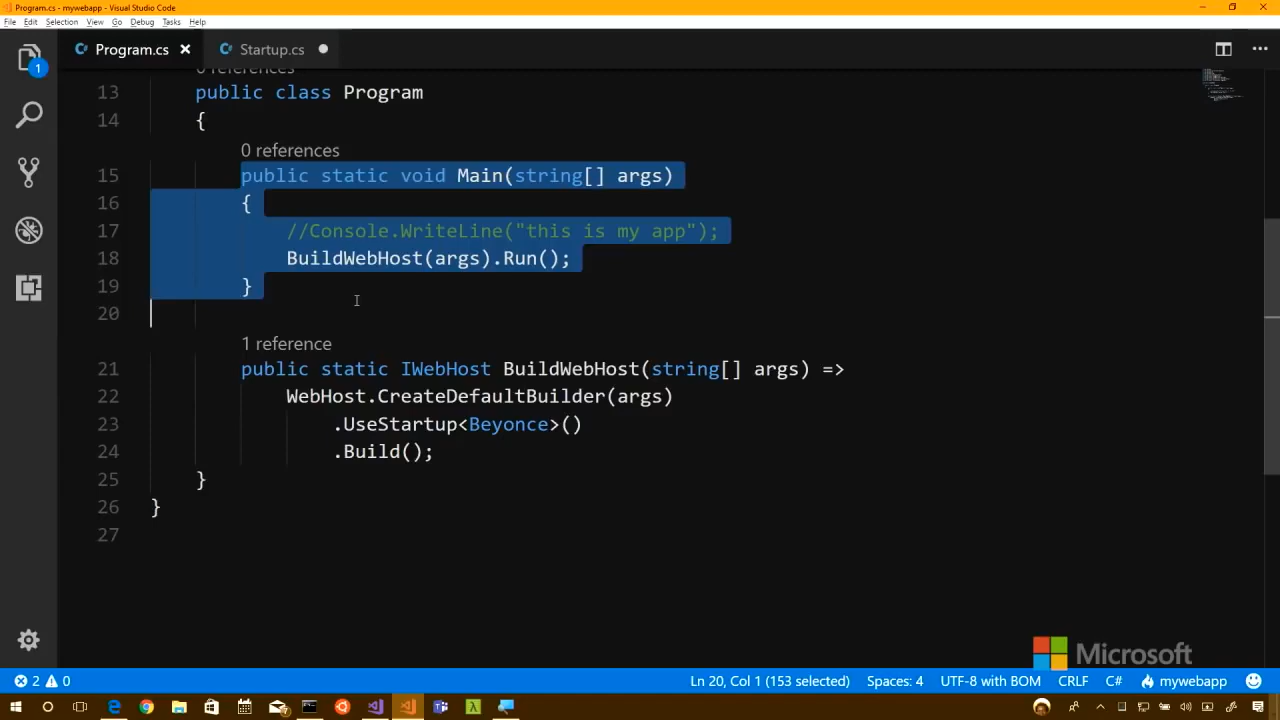 Program.cs - mywebapp - Visual Studio Code
File Edit Selection View Go Debug Tasks Help
1
Program.cs Startup.cs
0 references
13 public class Program
14 {
0 references
15 public static void Main(string[] args)
16 {
17 //Console.WriteLine("this is my app");
18 BuildWebHost(args).Run();
19 }
20
1 reference
21 public static IWebHost BuildWebHost(string[] args) =>
22 WebHost.CreateDefaultBuilder(args)
23 .UseStartup<Beyonce>()
24 .Build();
25 }
26 }
27
Microsoft
2 0 Ln 20, Col 1 (153 selected) Spaces: 4 UTF-8 with BOM CRLF C# mywebapp